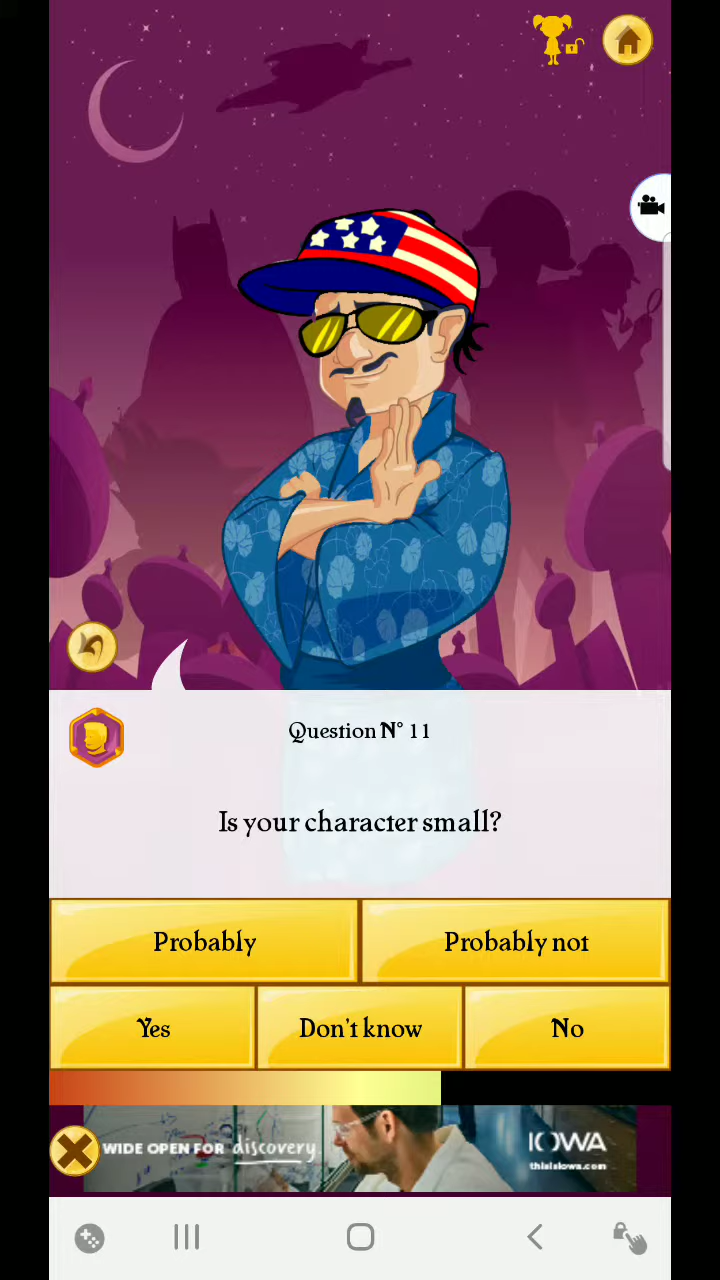 Question N° 11
Is your character small?
Probably
Probably not
Yes
Don't know
No
WIDE OPEN FOR discovery
IOWA
thisisIowa.com